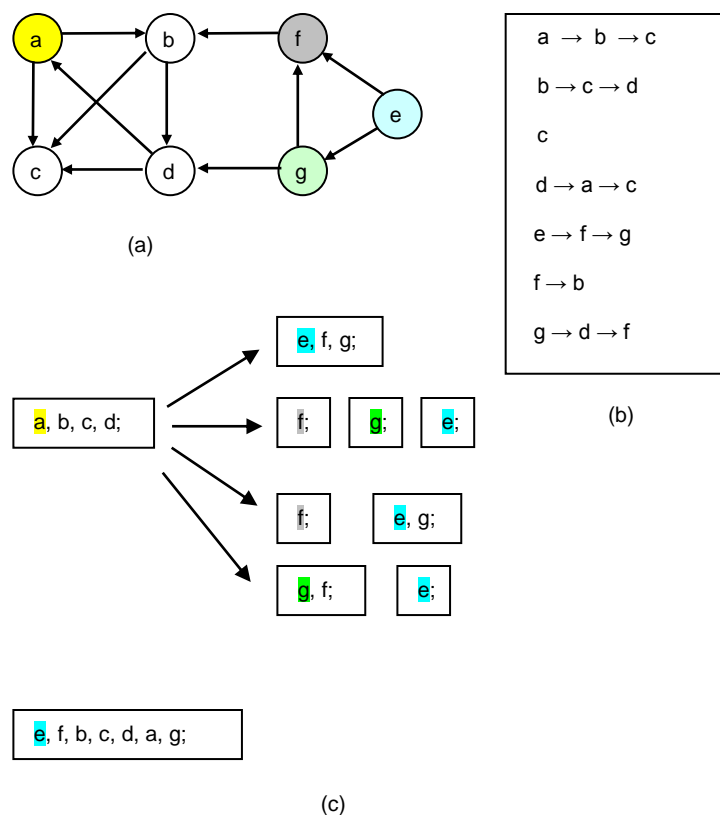 a
b
f
e
c
d
g
(a)
a → b → c
b → c → d
c
d → a → c
e → f → g
f → b
g → d → f
(b)
e, f, g;
a, b, c, d;
f;
g;
e;
f;
e, g;
g, f;
e;
e, f, b, c, d, a, g;
(c)